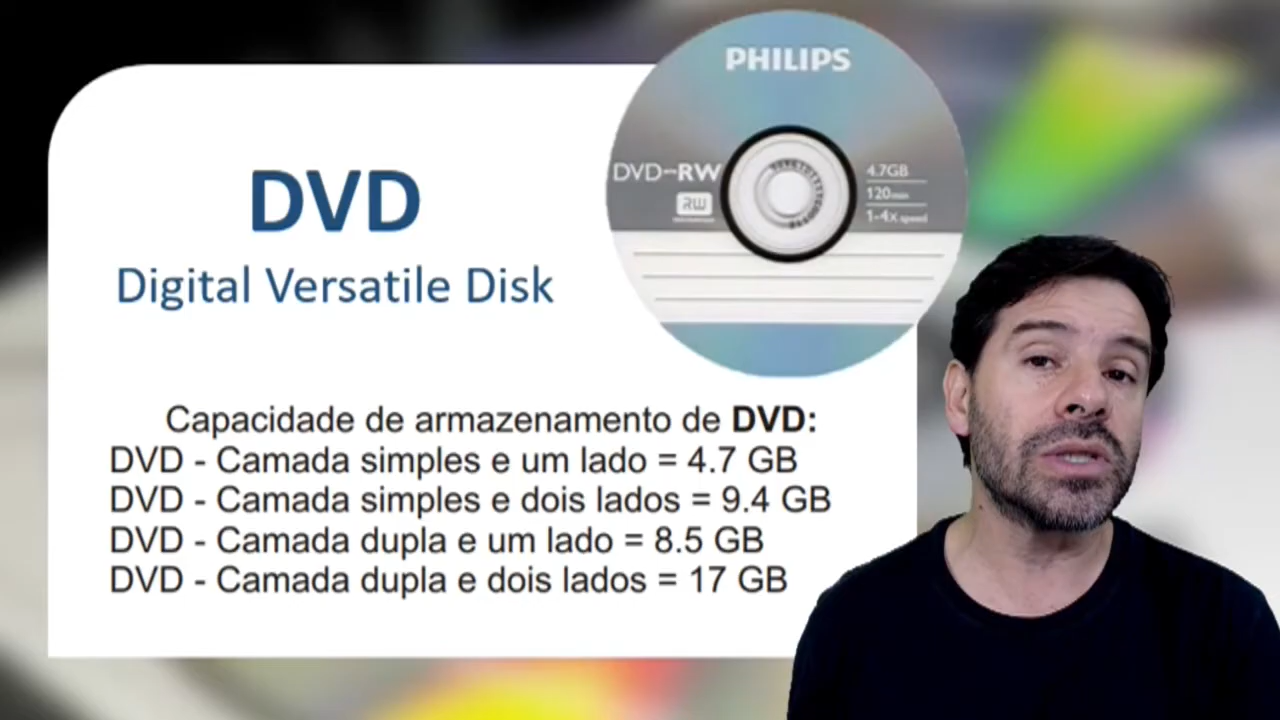 PHILIPS
DVD-RW
RW
4.7GB
120min
1-4x speed
DVD
Digital Versatile Disk
Capacidade de armazenamento de DVD:
DVD - Camada simples e um lado = 4.7 GB
DVD - Camada simples e dois lados = 9.4 GB
DVD - Camada dupla e um lado = 8.5 GB
DVD - Camada dupla e dois lados = 17 GB